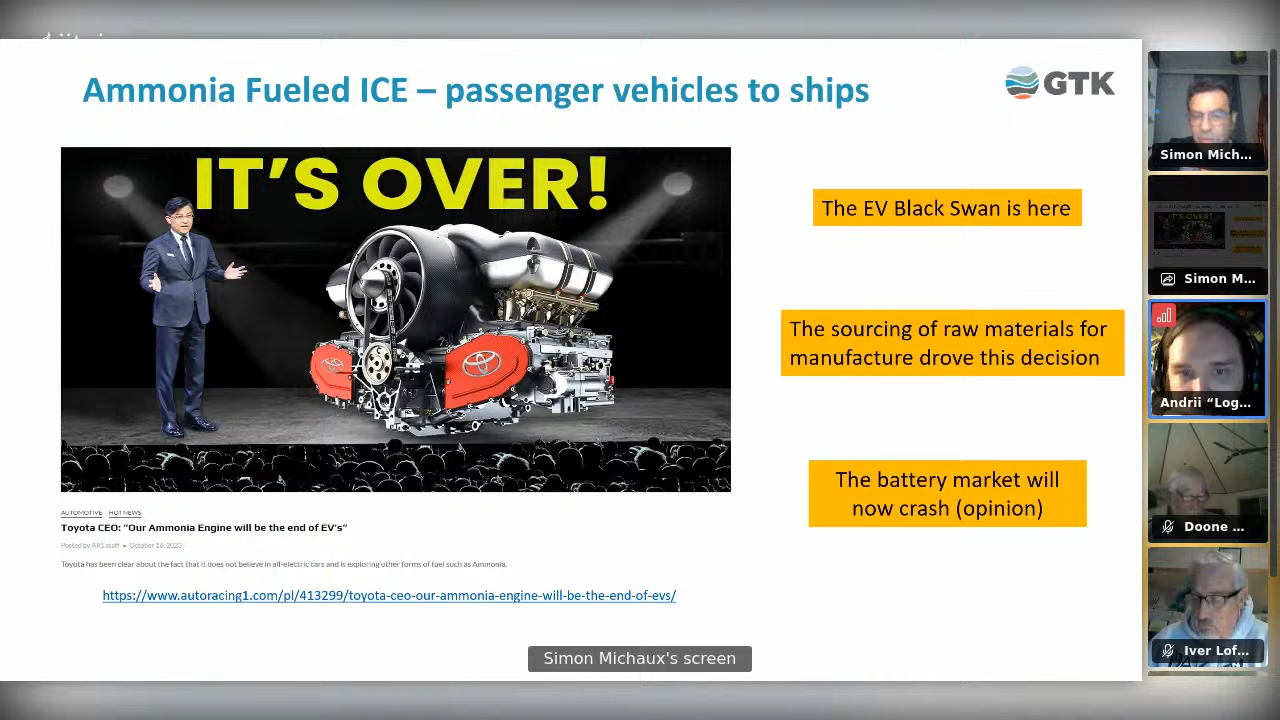 Ammonia Fueled ICE – passenger vehicles to ships
GTK
IT'S OVER!
The EV Black Swan is here
The sourcing of raw materials for
manufacture drove this decision
The battery market will
now crash (opinion)
AUTOMOTIVE HOT NEWS
Toyota CEO: “Our Ammonia Engine will be the end of EV’s”
Posted by AR1 staff • October 16, 2023
Toyota has been clear about the fact that it does not believe in all-electric cars and is exploring other forms of fuel such as Ammonia.
https://www.autoracing1.com/pl/413299/toyota-ceo-our-ammonia-engine-will-be-the-end-of-evs/
Simon Michaux's screen
Simon Mich...
IT'S OVER!
Simon M...
Andrii “Log...
Doone ...
Iver Lof...